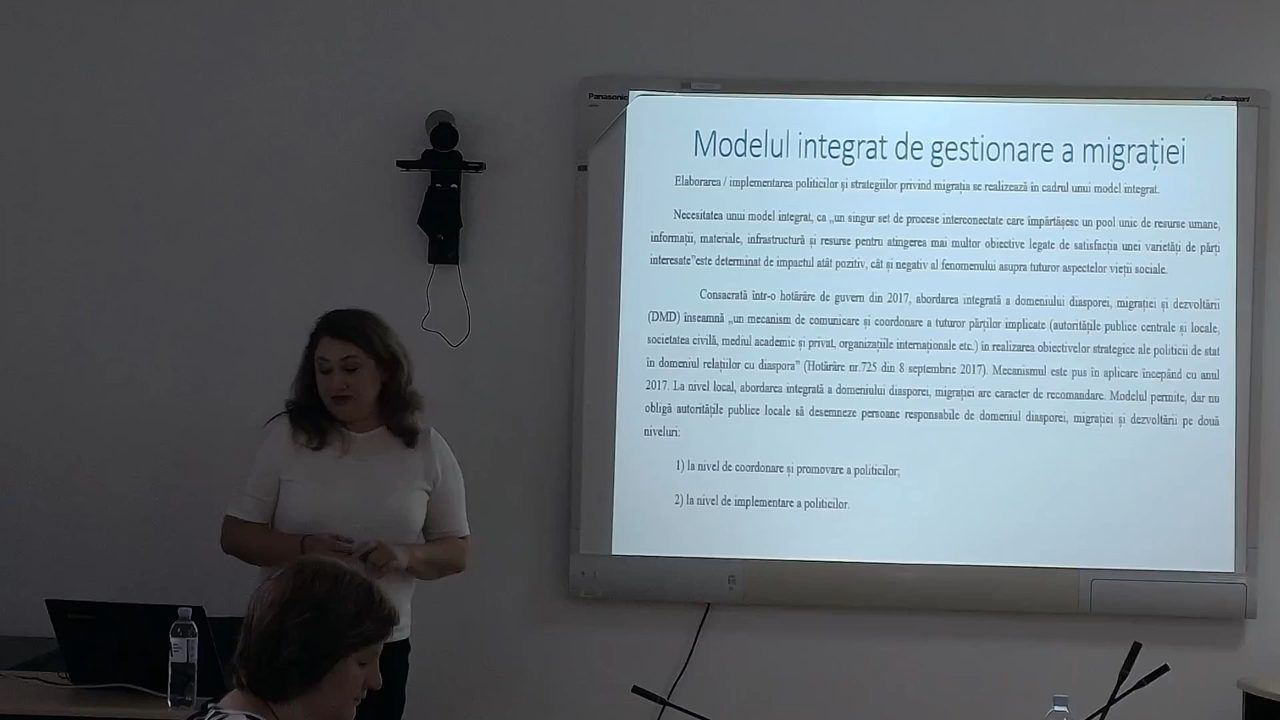 Panasonic
Modelul integrat de gestionare a migrației
Elaborarea / implementarea politicilor și strategiilor privind migrația se realizează în cadrul unui model integrat.
Necesitatea unui model integrat, ca „un singur set de procese interconectate care împărtășesc un pool unic de resurse umane,
informații, materiale, infrastructură și resurse pentru atingerea mai multor obiective legate de satisfacția unei varietăți de părți
interesate”este determinat de impactul atât pozitiv, cât și negativ al fenomenului asupra tuturor aspectelor vieții sociale.
Consacrată într-o hotărâre de guvern din 2017, abordarea integrată a domeniului diasporei, migrației și dezvoltării
(DMD) înseamnă „un mecanism de comunicare și coordonare a tuturor părților implicate (autoritățile publice centrale și locale,
societatea civilă, mediul academic și privat, organizațiile internaționale etc.) în realizarea obiectivelor strategice ale politicii de stat
în domeniul relațiilor cu diaspora” (Hotărâre nr.725 din 8 septembrie 2017). Mecanismul este pus în aplicare începând cu anul
2017. La nivel local, abordarea integrată a domeniului diasporei, migrației are caracter de recomandare. Modelul permite, dar nu
obligă autoritățile publice locale să desemneze persoane responsabile de domeniul diasporei, migrației și dezvoltării pe două
niveluri:
1) la nivel de coordonare și promovare a politicilor;
2) la nivel de implementare a politicilor.